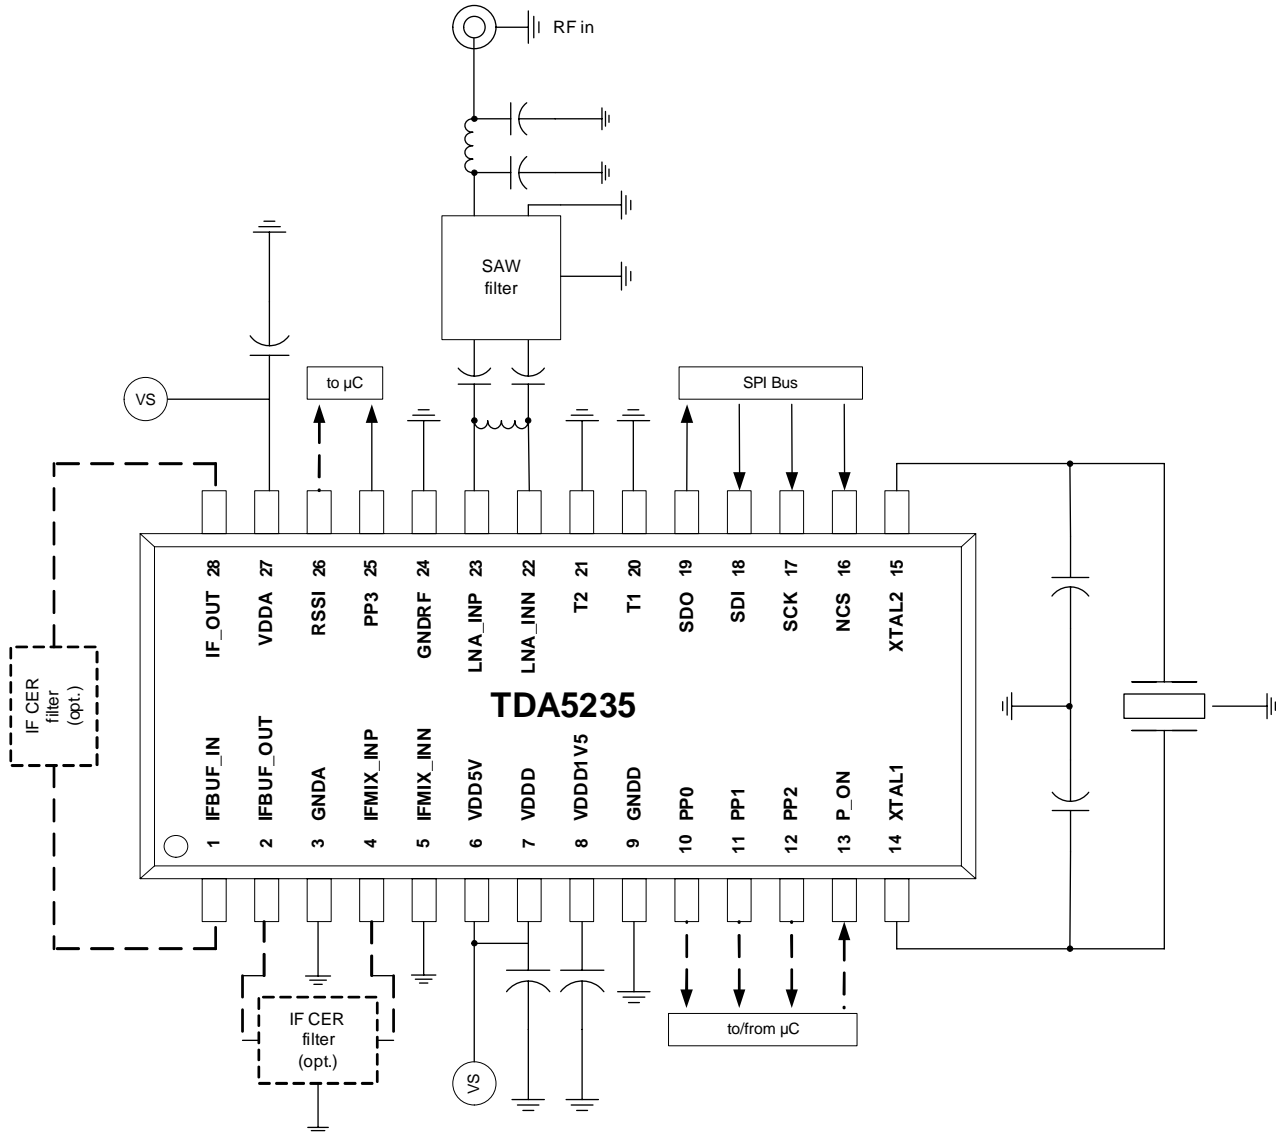 RF in
SAW
filter
VS
to µC
SPI Bus
28 27 26 25 24 23 22 21 20 19 18 17 16 15
IF_OUT
VDDA
RSSI
PP3
GNDRF
LNA_INP
LNA_INN
T2
T1
SDO
SDI
SCK
NCS
XTAL2
IF CER
filter
(opt.)
TDA5235
IFBUF_IN
IFBUF_OUT
GNDA
IFMIX_INP
IFMIX_INN
VDD5V
VDDD
VDDD1V5
GNDD
PP0
PP1
PP2
P_ON
XTAL1
1 2 3 4 5 6 7 8 9 10 11 12 13 14
IF CER
filter
(opt.)
VS
to/from µC